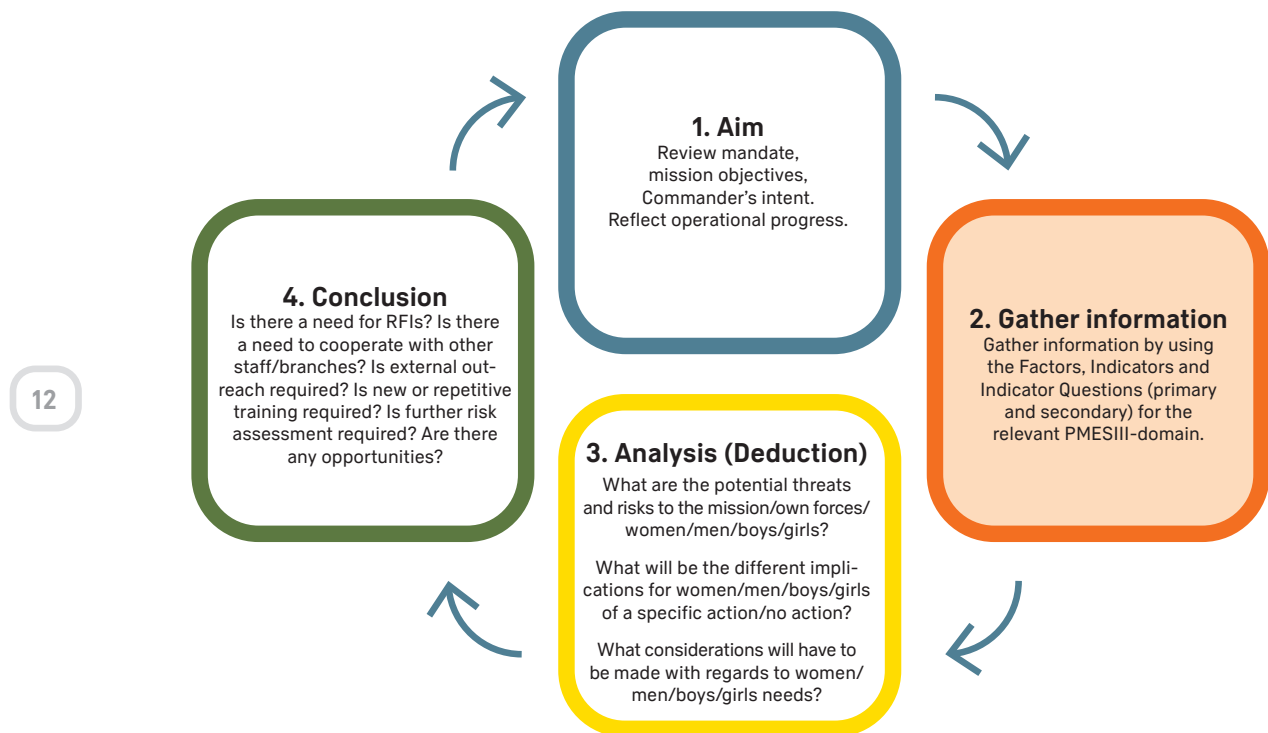 1. Aim
Review mandate,
mission objectives,
Commander's intent.
Reflect operational progress.
2. Gather information
Gather information by using
the Factors, Indicators and
Indicator Questions (primary
and secondary) for the
relevant PMESIII-domain.
3. Analysis (Deduction)
What are the potential threats
and risks to the mission/own forces/
women/men/boys/girls?
What will be the different impli-
cations for women/men/boys/girls
of a specific action/no action?
What considerations will have to
be made with regards to women/
men/boys/girls needs?
4. Conclusion
Is there a need for RFIs? Is there
a need to cooperate with other
staff/branches? Is external out-
reach required? Is new or repetitive
training required? Is further risk
assessment required? Are there
any opportunities?
12